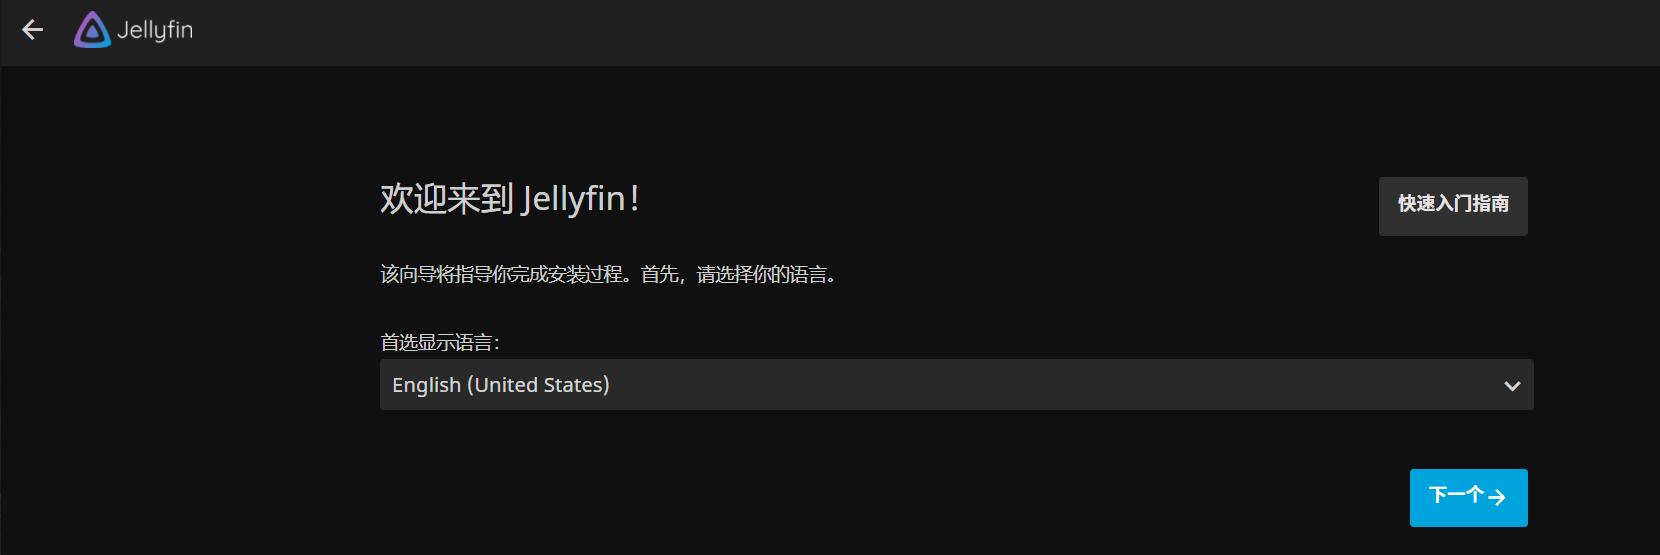 Jellyfin
欢迎来到 Jellyfin！
快速入门指南
该向导将指导你完成安装过程。首先，请选择你的语言。
首选显示语言：
English (United States)
下一个